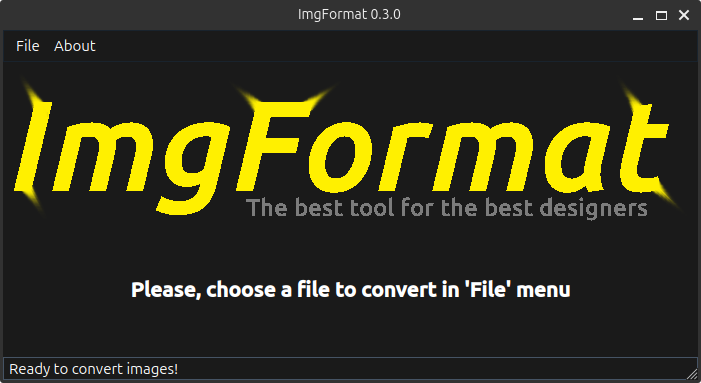 ImgFormat 0.3.0
File About
ImgFormat
The best tool for the best designers
Please, choose a file to convert in 'File' menu
Ready to convert images!